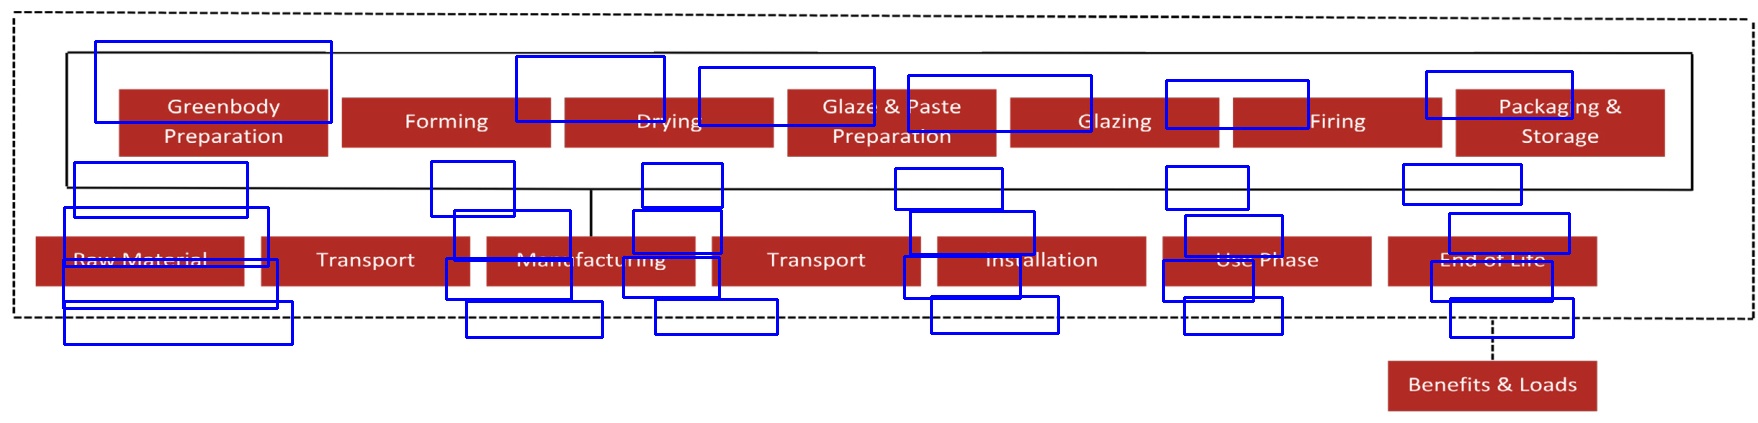 Greenbody
Preparation
Forming
Drying
Glaze & Paste
Preparation
Glazing
Firing
Packaging &
Storage
Raw Material
Transport
Manufacturing
Transport
Installation
Use Phase
End of Life
Benefits & Loads